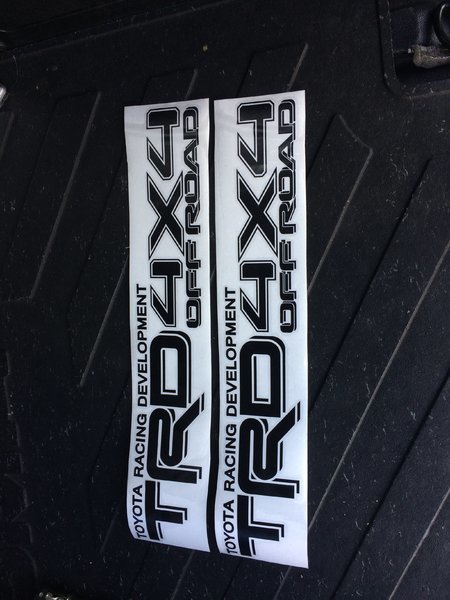 TOYOTA RACING DEVELOPMENT
TRD 4X4
OFF ROAD
TOYOTA RACING DEVELOPMENT
TRD 4X4
OFF ROAD